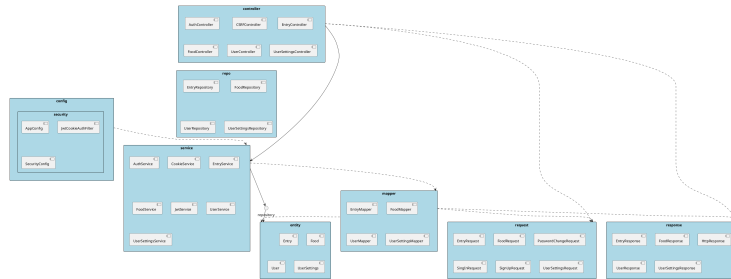 controller
AuthController
CSRFController
EntryController
FoodController
UserController
UserSettingsController
repo
EntryRepository
FoodRepository
UserRepository
UserSettingsRepository
config
security
AppConfig
JwtCookieAuthFilter
SecurityConfig
service
AuthService
CookieService
EntryService
FoodService
JwtService
UserService
UserSettingsService
repository
entity
Entry
Food
User
UserSettings
mapper
EntryMapper
FoodMapper
UserMapper
UserSettingsMapper
request
EntryRequest
FoodRequest
PasswordChangeRequest
SignInRequest
SignUpRequest
UserSettingsRequest
response
EntryResponse
FoodResponse
HttpResponse
UserResponse
UserSettingsResponse